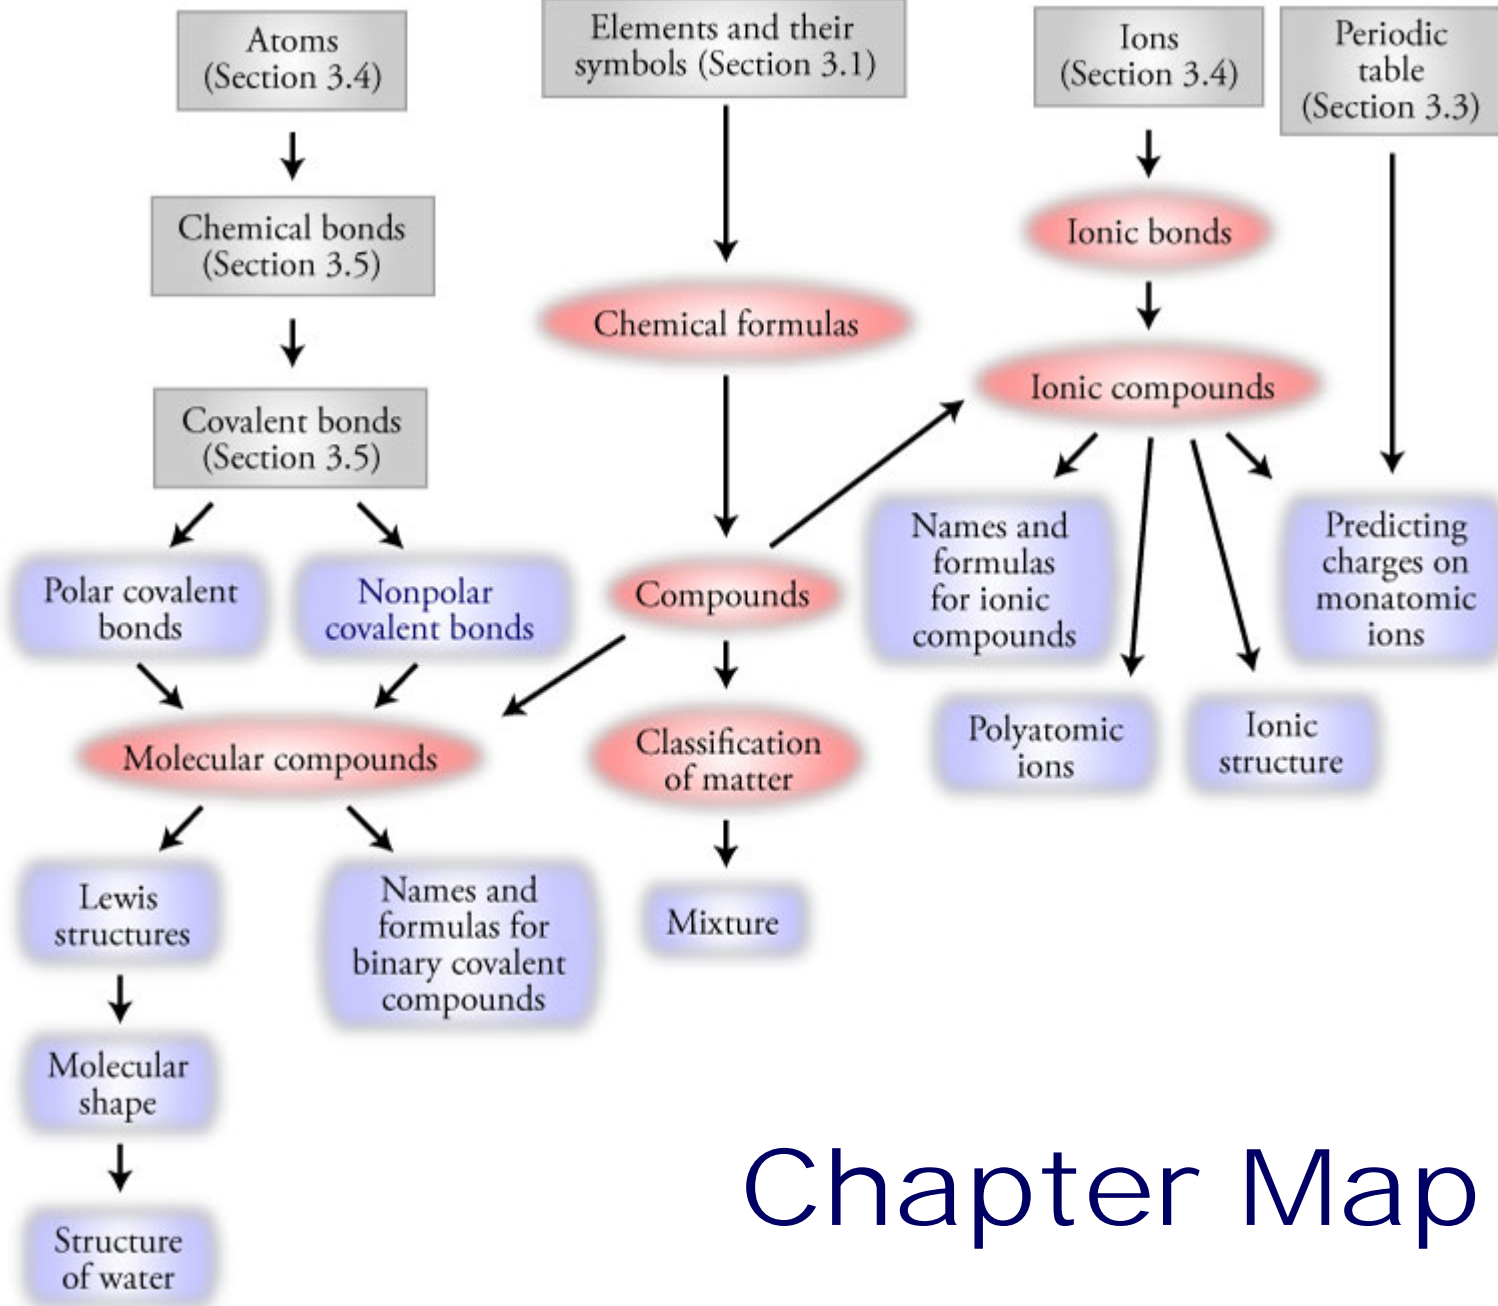 Atoms
(Section 3.4)
Elements and their
symbols (Section 3.1)
Ions
(Section 3.4)
Periodic
table
(Section 3.3)
Chemical bonds
(Section 3.5)
Ionic bonds
Chemical formulas
Ionic compounds
Covalent bonds
(Section 3.5)
Polar covalent
bonds
Nonpolar
covalent bonds
Compounds
Names and
formulas
for ionic
compounds
Predicting
charges on
monatomic
ions
Molecular compounds
Classification
of matter
Polyatomic
ions
Ionic
structure
Lewis
structures
Names and
formulas for
binary covalent
compounds
Mixture
Molecular
shape
Structure
of water
Chapter Map